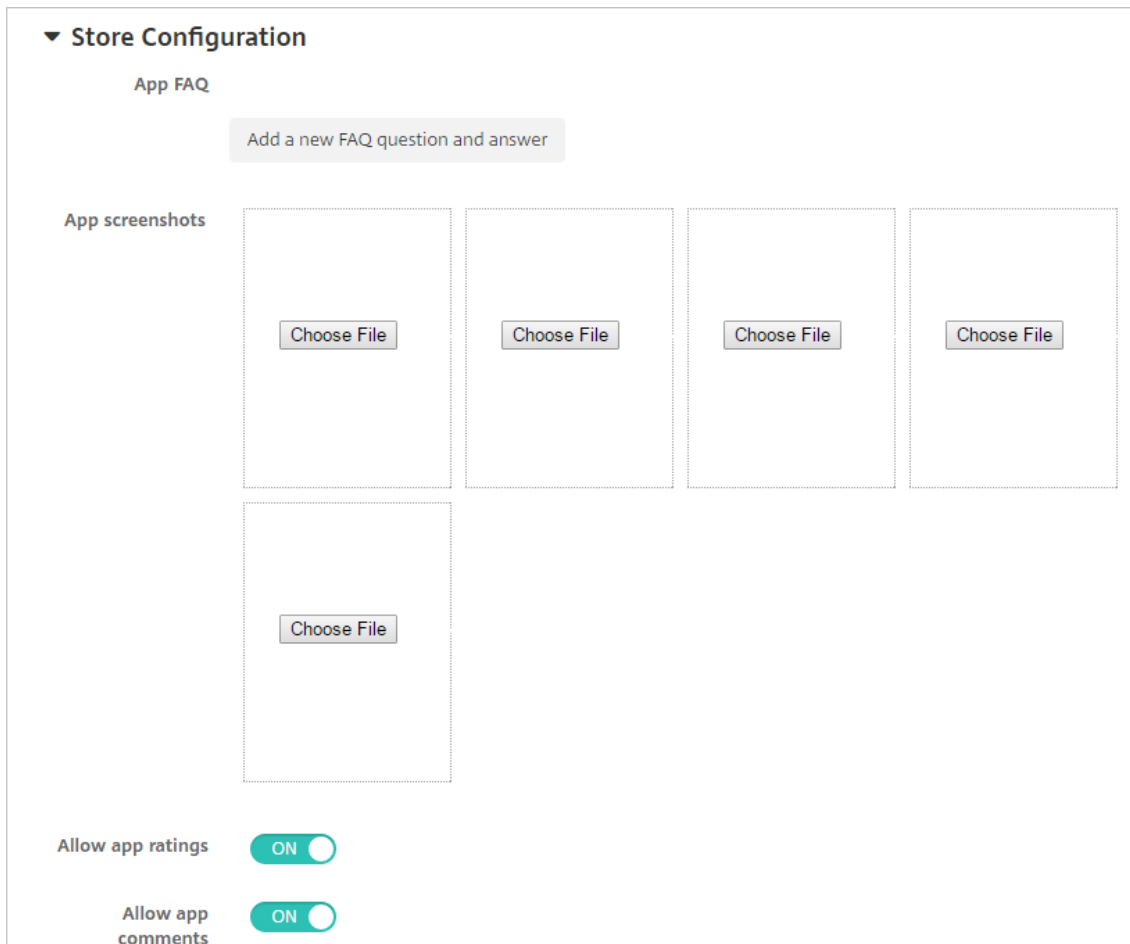 Store Configuration
App FAQ
Add a new FAQ question and answer
App screenshots
Choose File
Choose File
Choose File
Choose File
Choose File
Allow app ratings
ON
Allow app
comments
ON